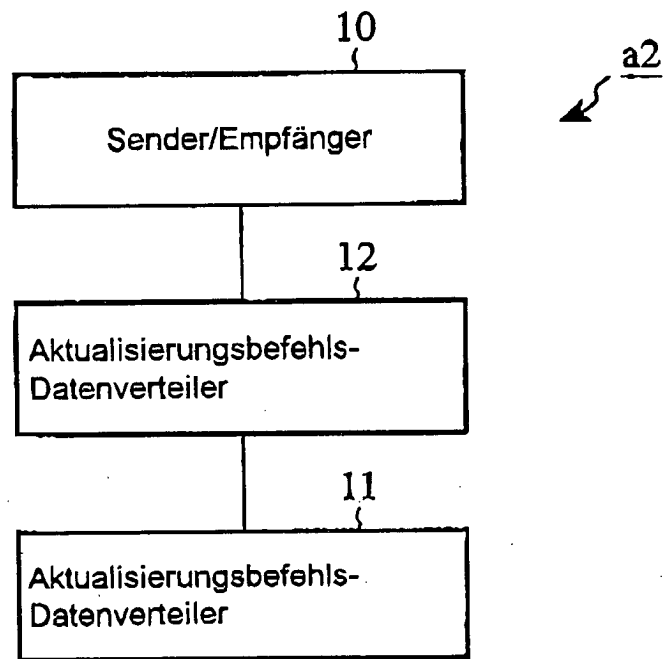 10
a2
Sender/Empfänger
12
Aktualisierungsbefehls-
Datenverteiler
11
Aktualisierungsbefehls-
Datenverteiler